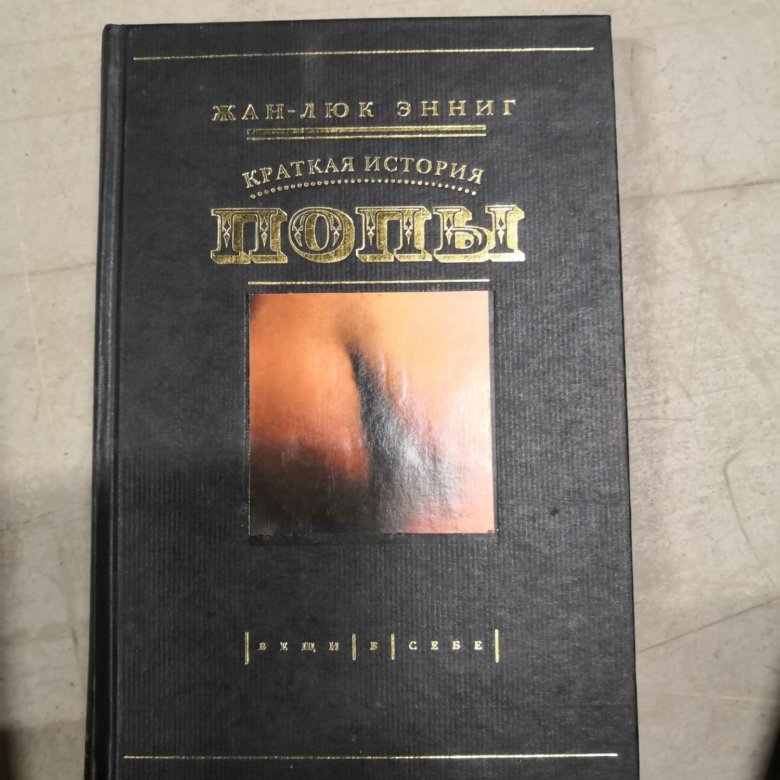 ЖАН-ЛЮК ЭННИГ
КРАТКАЯ ИСТОРИЯ
ПОПЫ
ВЕЩИ В СЕБЕ